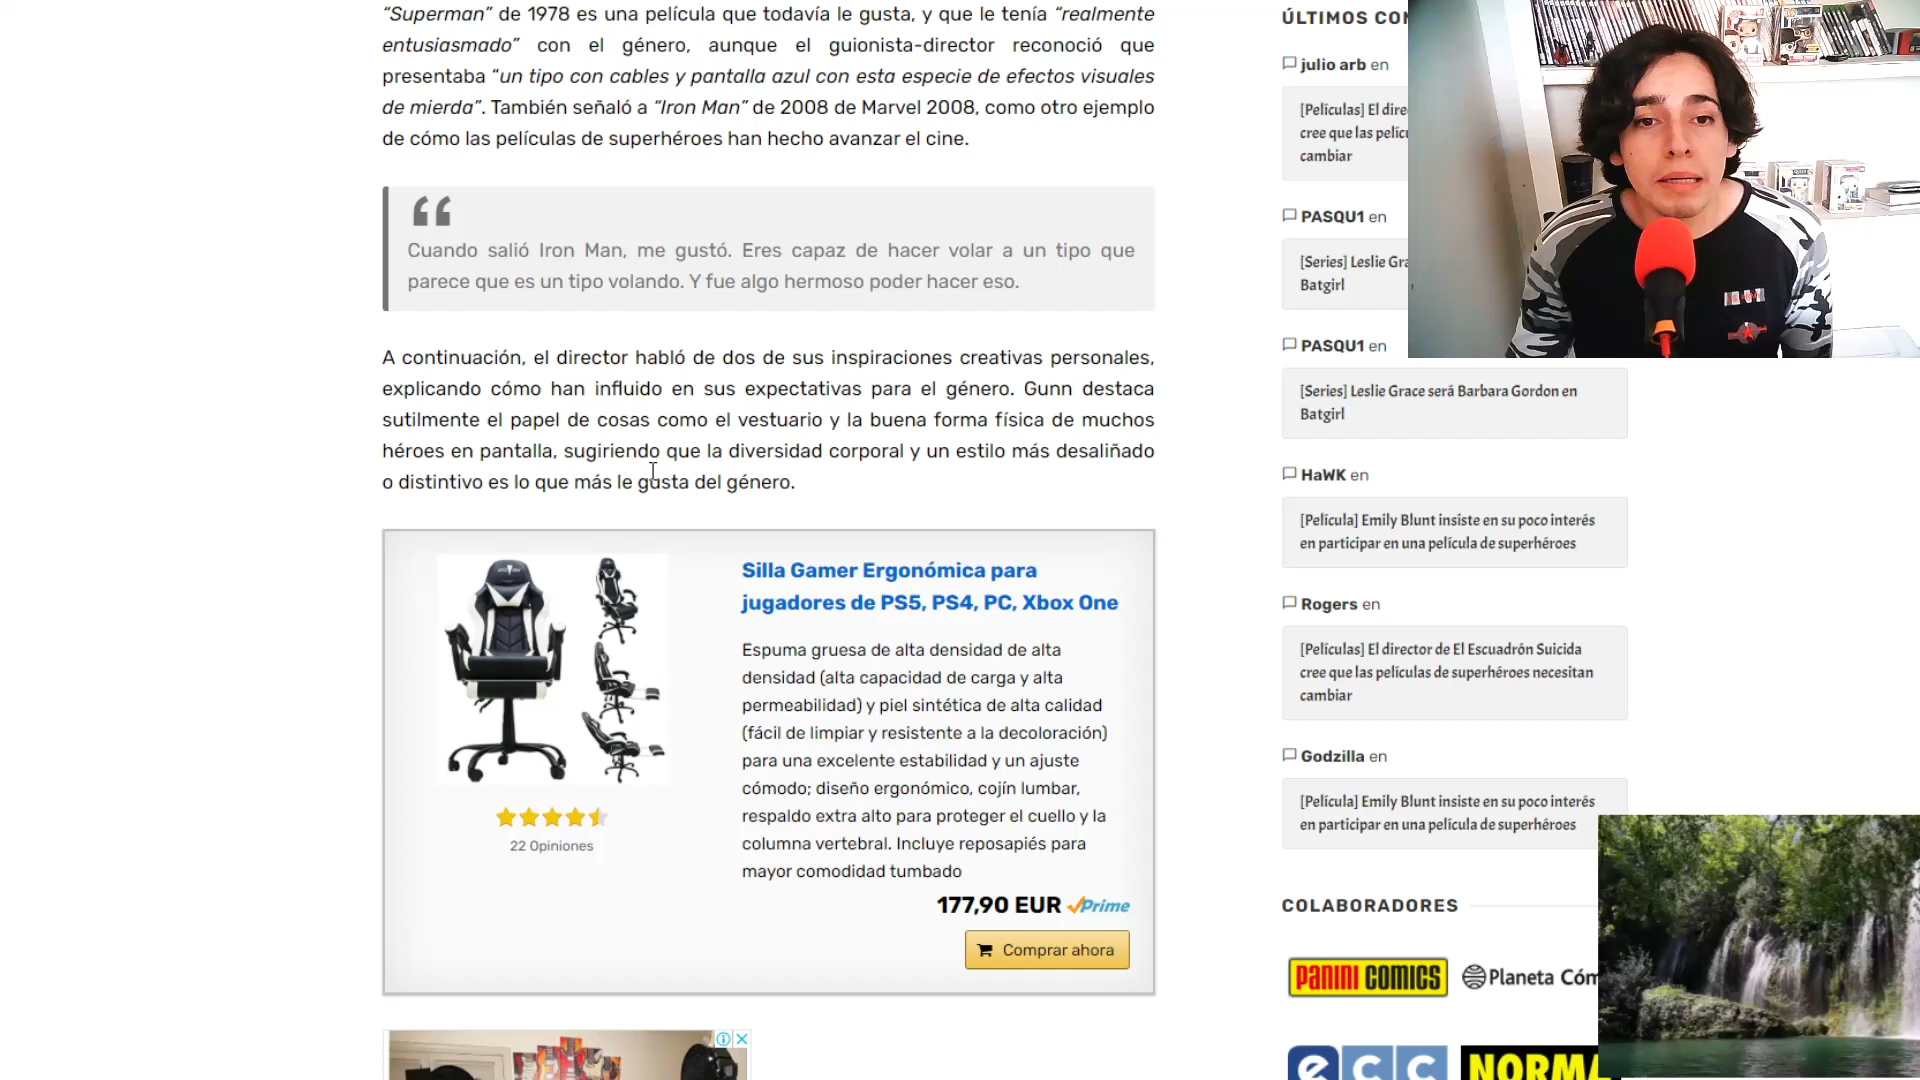 “Superman” de 1978 es una película que todavía le gusta, y que le tenía “realmente
entusiasmado” con el género, aunque el guionista-director reconoció que
presentaba “un tipo con cables y pantalla azul con esta especie de efectos visuales
de mierda”. También señaló a “Iron Man” de 2008 de Marvel 2008, como otro ejemplo
de cómo las películas de superhéroes han hecho avanzar el cine.
Cuando salió Iron Man, me gustó. Eres capaz de hacer volar a un tipo que
parece que es un tipo volando. Y fue algo hermoso poder hacer eso.
A continuación, el director habló de dos de sus inspiraciones creativas personales,
explicando cómo han influido en sus expectativas para el género. Gunn destaca
sutilmente el papel de cosas como el vestuario y la buena forma física de muchos
héroes en pantalla, sugiriendo que la diversidad corporal y un estilo más desaliñado
o distintivo es lo que más le gusta del género.
Silla Gamer Ergonómica para
jugadores de PS5, PS4, PC, Xbox One
Espuma gruesa de alta densidad de alta
densidad (alta capacidad de carga y alta
permeabilidad) y piel sintética de alta calidad
(fácil de limpiar y resistente a la decoloración)
para una excelente estabilidad y un ajuste
cómodo; diseño ergonómico, cojín lumbar,
respaldo extra alto para proteger el cuello y la
columna vertebral. Incluye reposapiés para
mayor comodidad tumbado
22 Opiniones
177,90 EUR Prime
Comprar ahora
ÚLTIMOS
julio arb en
[Películas] El
cree que las
cambiar
PASQU1 en
[Series] Leslie
Batgirl
PASQU1 en
[Series] Leslie Grace será Barbara Gordon en
Batgirl
HaWK en
[Película] Emily Blunt insiste en su poco interés
en participar en una película de superhéroes
Rogers en
[Películas] El director de El Escuadrón Suicida
cree que las películas de superhéroes necesitan
cambiar
Godzilla en
[Película] Emily Blunt insiste en su poco interés
en participar en una película de superhéroes
COLABORADORES
PANINI COMICS
Planeta
ecc